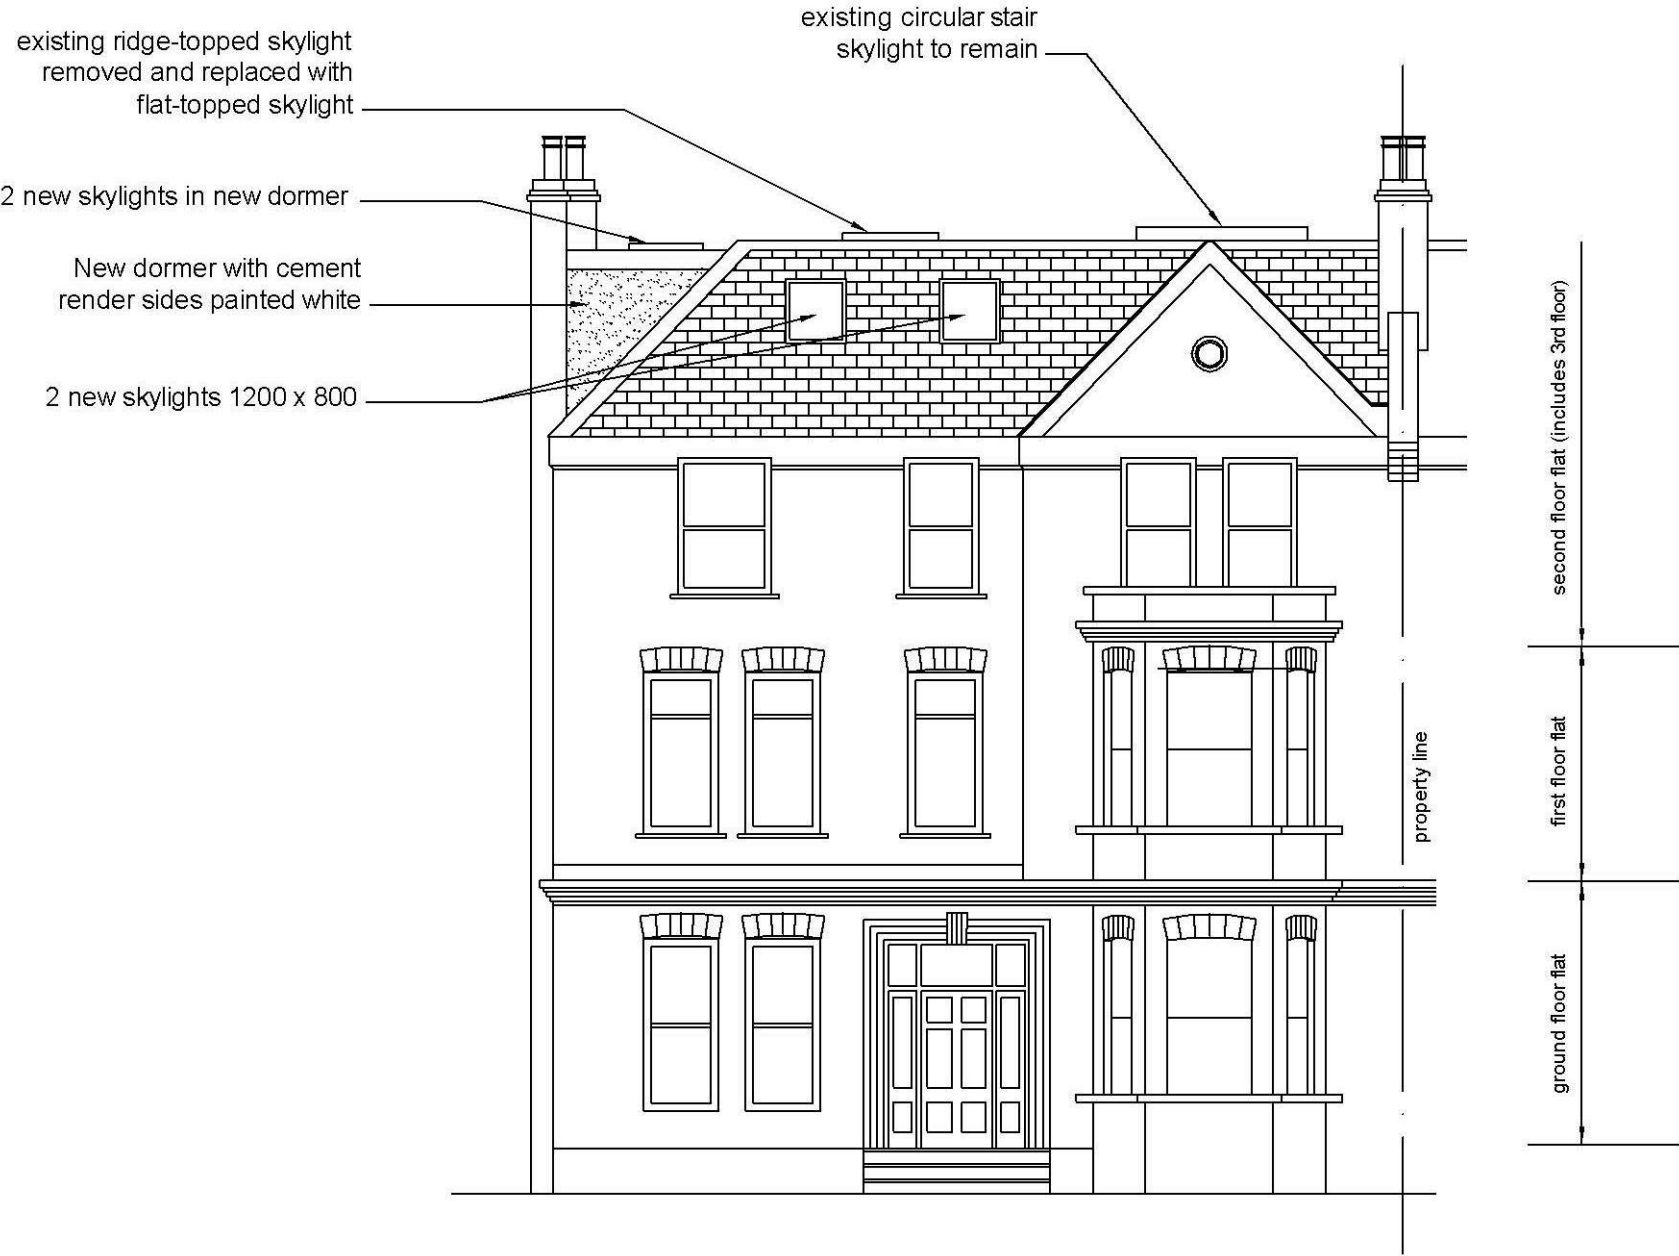 existing circular stair
skylight to remain
existing ridge-topped skylight
removed and replaced with
flat-topped skylight
2 new skylights in new dormer
New dormer with cement
render sides painted white
2 new skylights 1200 x 800
second floor flat (includes 3rd floor)
first floor flat
property line
ground floor flat